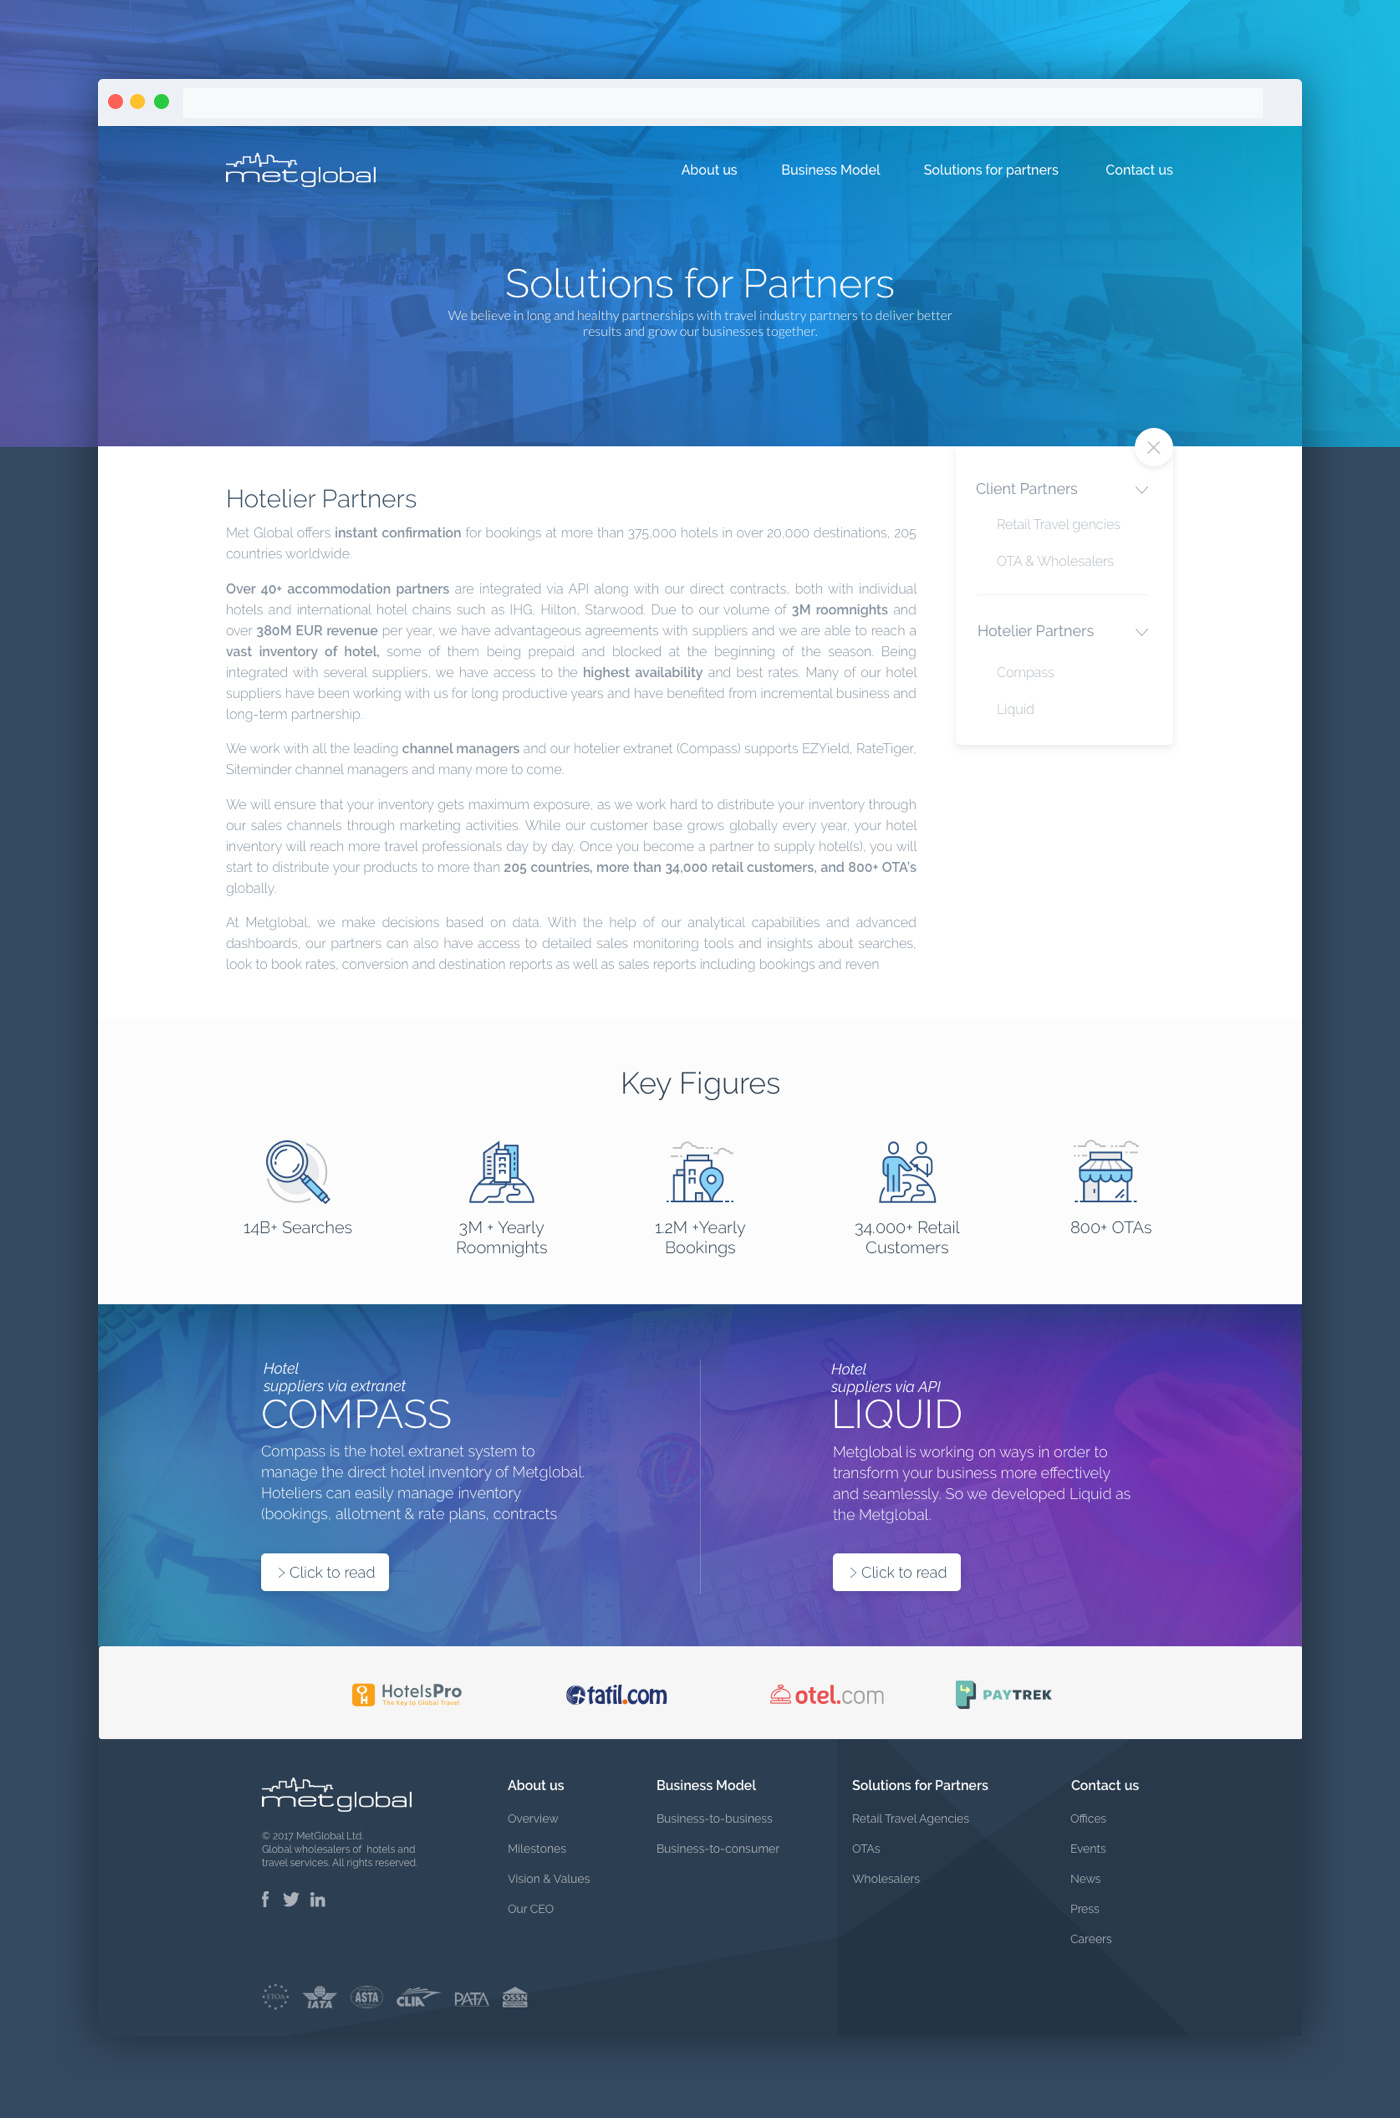 metglobal
About us Business Model Solutions for partners Contact us
Solutions for Partners
We believe in long and healthy partnerships with travel industry partners to deliver better
results and grow our businesses together.
Hotelier Partners
Met Global offers instant confirmation for bookings at more than 375,000 hotels in over 20,000 destinations, 205
countries worldwide.
Over 40+ accommodation partners are integrated via API along with our direct contracts, both with individual
hotels and international hotel chains such as IHG, Hilton, Starwood. Due to our volume of 3M roomnights and
over 380M EUR revenue per year, we have advantageous agreements with suppliers and we are able to reach a
vast inventory of hotel, some of them being prepaid and blocked at the beginning of the season. Being
integrated with several suppliers, we have access to the highest availability and best rates. Many of our hotel
suppliers have been working with us for long productive years and have benefited from incremental business and
long-term partnership.
We work with all the leading channel managers and our hotelier extranet (Compass) supports EZYield, RateTiger,
Siteminder channel managers and many more to come.
We will ensure that your inventory gets maximum exposure, as we work hard to distribute your inventory through
our sales channels through marketing activities. While our customer base grows globally every year, your hotel
inventory will reach more travel professionals day by day. Once you become a partner to supply hotel(s), you will
start to distribute your products to more than 205 countries, more than 34,000 retail customers, and 800+ OTA's
globally.
At Metglobal, we make decisions based on data. With the help of our analytical capabilities and advanced
dashboards, our partners can also have access to detailed sales monitoring tools and insights about searches,
look to book rates, conversion and destination reports as well as sales reports including bookings and reven
Client Partners
Retail Travel gencies
OTA & Wholesalers
Hotelier Partners
Compass
Liquid
Key Figures
14B+ Searches
3M + Yearly
Roomnights
1.2M +Yearly
Bookings
34.000+ Retail
Customers
800+ OTAs
IDEAS
Hotel
suppliers via extranet
COMPASS
Compass is the hotel extranet system to
manage the direct hotel inventory of Metglobal.
Hoteliers can easily manage inventory
(bookings, allotment & rate plans, contracts
> Click to read
Hotel
suppliers via API
LIQUID
Metglobal is working on ways in order to
transform your business more effectively
and seamlessly. So we developed Liquid as
the Metglobal.
> Click to read
HotelsPro
The Key to Global Travel
tatil.com
otel.com
PAYTREK
metglobal
© 2017 MetGlobal Ltd.
Global wholesalers of hotels and
travel services. All rights reserved.
About us
Overview
Milestones
Vision & Values
Our CEO
Business Model
Business-to-business
Business-to-consumer
Solutions for Partners
Retail Travel Agencies
OTAs
Wholesalers
Contact us
Offices
Events
News
Press
Careers
ETOA IATA ASTA CLIA PATA OSSN